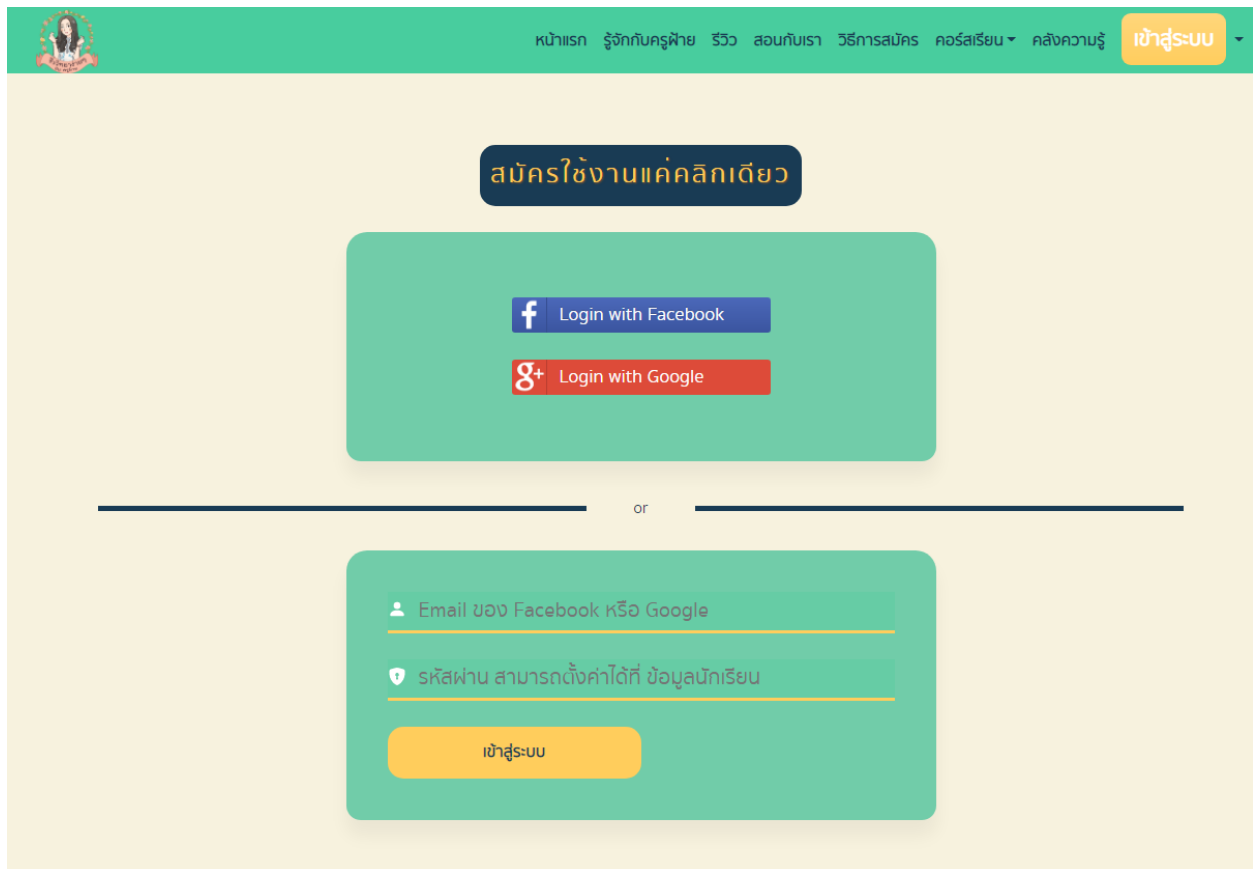 หน้าแรก รู้จักกับครูฝ้าย รีวิว สอนกับเรา วิธีการสมัคร คอร์สเรียน คลังความรู้ เข้าสู่ระบบ
สมัครใช้งานแค่คลิกเดียว
f Login with Facebook
g+ Login with Google
or
Email ของ Facebook หรือ Google
รหัสผ่าน สามารถตั้งค่าได้ที่ ข้อมูลนักเรียน
เข้าสู่ระบบ